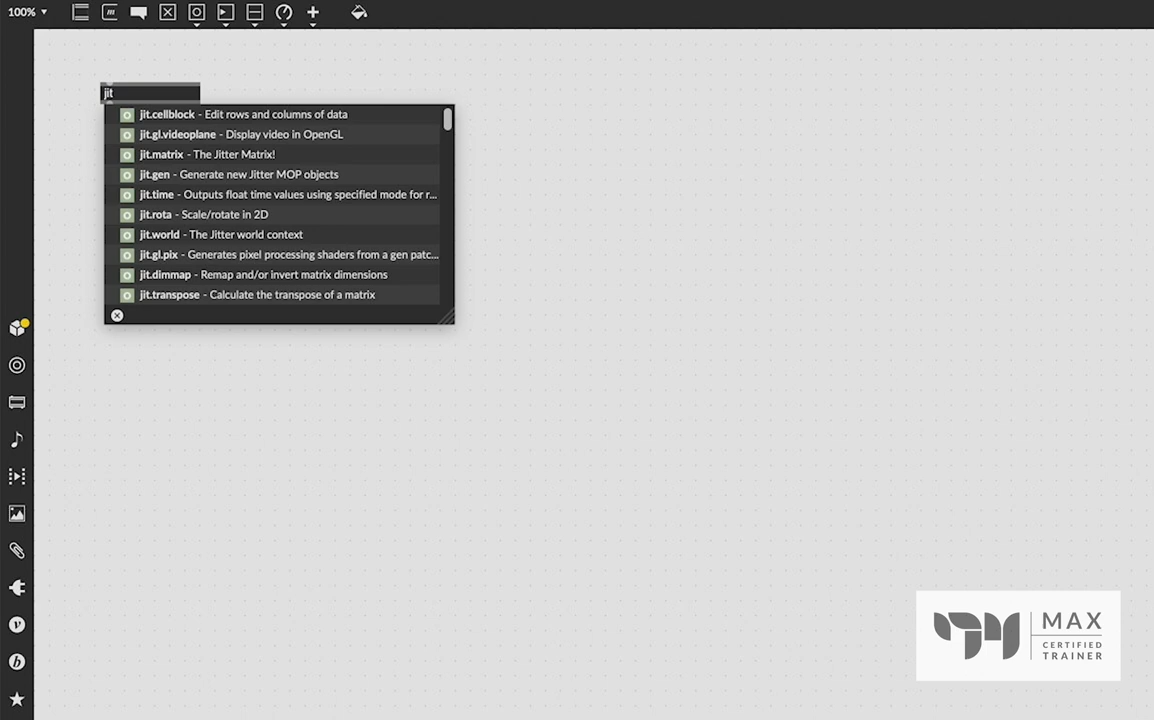 100%
m
jit
jit.cellblock - Edit rows and columns of data
jit.gl.videoplane - Display video in OpenGL
jit.matrix - The Jitter Matrix!
jit.gen - Generate new Jitter MOP objects
jit.time - Outputs float time values using specified mode for r...
jit.rota - Scale/rotate in 2D
jit.world - The Jitter world context
jit.gl.pix - Generates pixel processing shaders from a gen patc...
jit.dimmap - Remap and/or invert matrix dimensions
jit.transpose - Calculate the transpose of a matrix
v
b
MAX
CERTIFIED
TRAINER